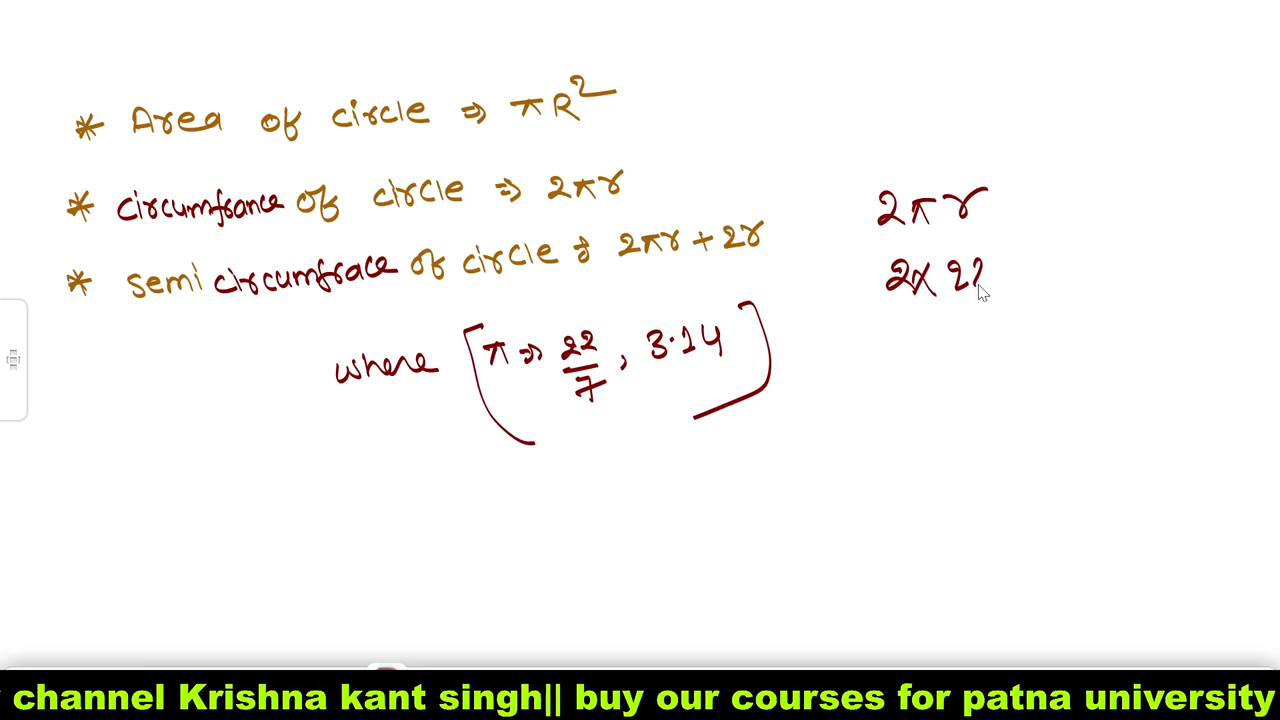 * Area of circle ⇒ πR²
* circumfrance of circle ⇒ 2πr
* semi circumfrace of circle ⇒ 2πr + 2r
where [π ⇒ 22/7, 3.14]
2πr
2× 22
channel Krishna kant singh|| buy our courses for patna university